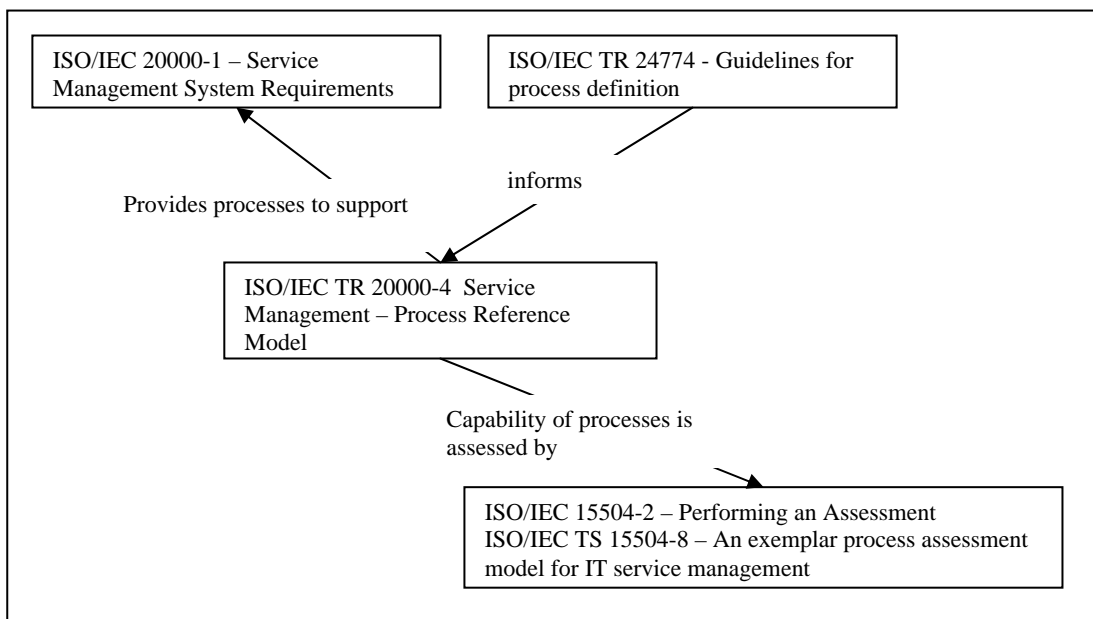 ISO/IEC 20000-1 – Service
Management System Requirements
ISO/IEC TR 24774 - Guidelines for
process definition
informs
Provides processes to support
ISO/IEC TR 20000-4  Service
Management – Process Reference
Model
Capability of processes is
assessed by
ISO/IEC 15504-2 – Performing an Assessment
ISO/IEC TS 15504-8 – An exemplar process assessment
model for IT service management